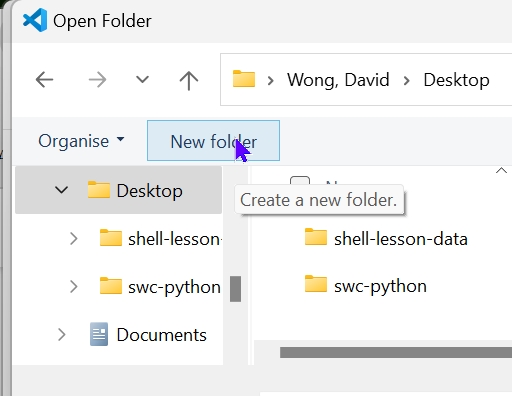 Open Folder
Wong, David > Desktop
Organise New folder
Desktop
Create a new folder.
shell-lesson- shell-lesson-data
swc-python swc-python
Documents